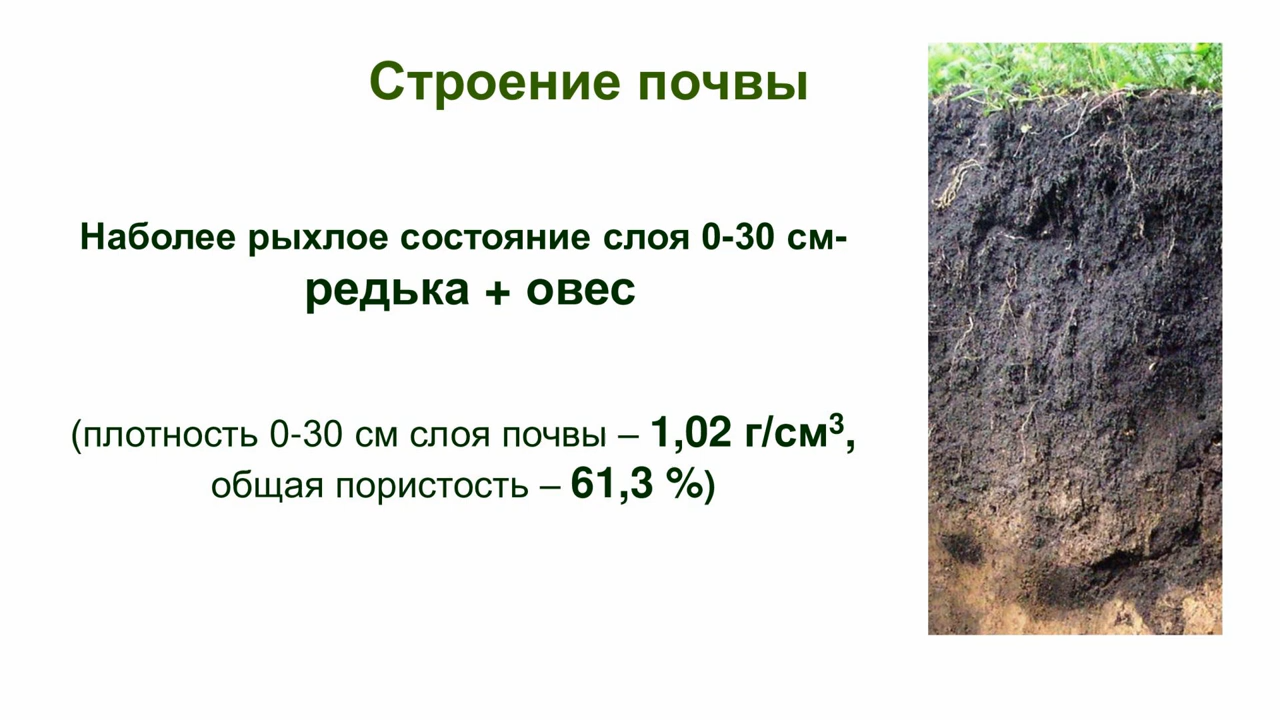 Строение почвы
Наболее рыхлое состояние слоя 0-30 см-
редька + овес
(плотность 0-30 см слоя почвы – 1,02 г/см³,
общая пористость – 61,3 %)